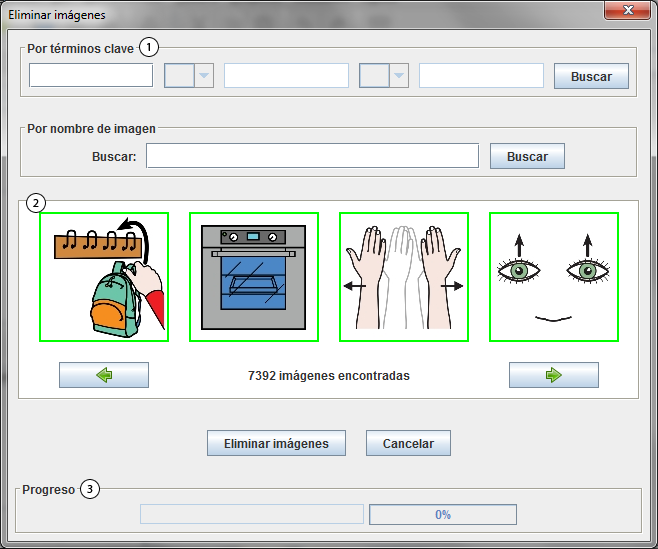 Eliminar imágenes
Por términos clave 1
Buscar
Por nombre de imagen
Buscar: Buscar
2
7392 imágenes encontradas
Eliminar imágenes Cancelar
Progreso 3
0%